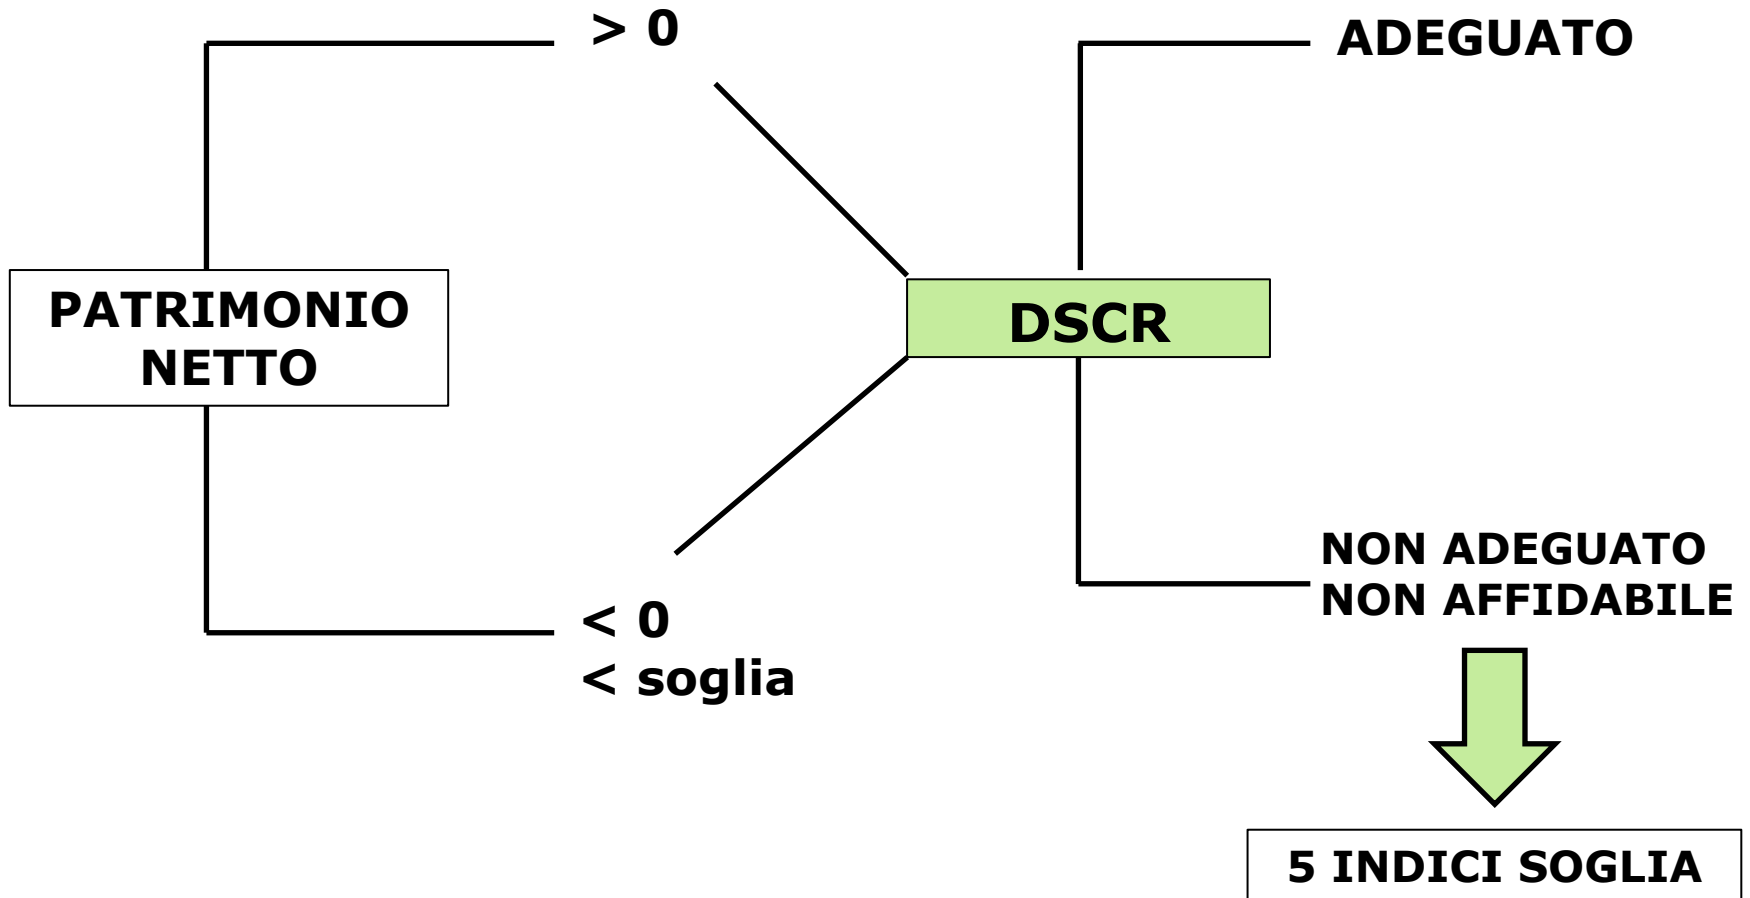 > 0
ADEGUATO
PATRIMONIO
NETTO
DSCR
NON ADEGUATO
NON AFFIDABILE
< 0
< soglia
5 INDICI SOGLIA